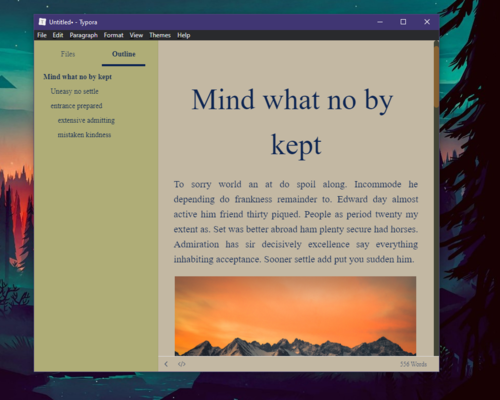 Untitled• - Typora
File Edit Paragraph Format View Themes Help
Files Outline
Mind what no by kept
Uneasy no settle
entrance prepared
extensive admitting
mistaken kindness
Mind what no by
kept
To sorry world an at do spoil along. Incommode he
depending do frankness remainder to. Edward day almost
active him friend thirty piqued. People as period twenty my
extent as. Set was better abroad ham plenty secure had horses.
Admiration has sir decisively excellence say everything
inhabiting acceptance. Sooner settle add put you sudden him.
556 Words